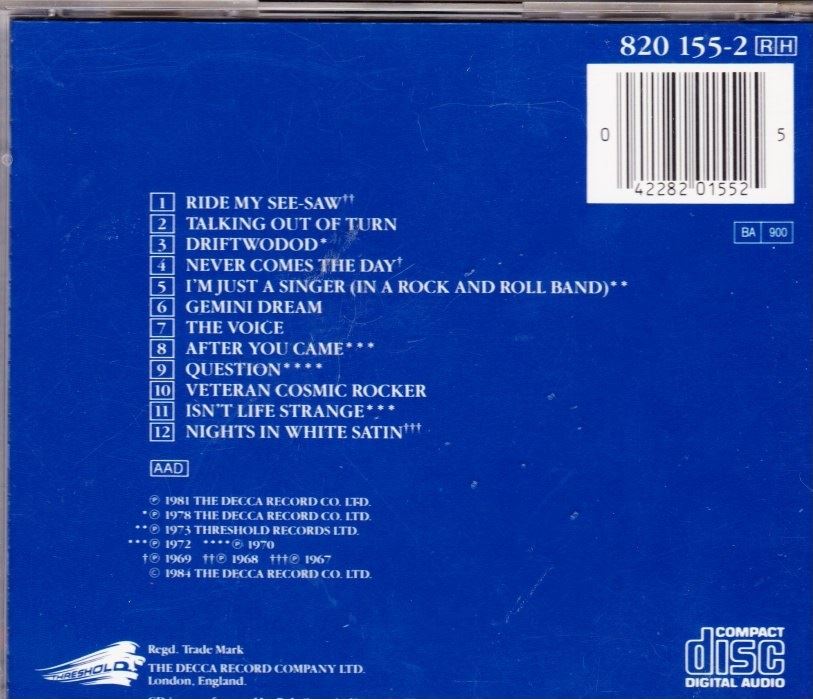 820 155-2 RH
0 42282 01552 5
BA 900
1 RIDE MY SEE-SAW††
2 TALKING OUT OF TURN
3 DRIFTWODOD*
4 NEVER COMES THE DAY†
5 I'M JUST A SINGER (IN A ROCK AND ROLL BAND)**
6 GEMINI DREAM
7 THE VOICE
8 AFTER YOU CAME***
9 QUESTION****
10 VETERAN COSMIC ROCKER
11 ISN'T LIFE STRANGE***
12 NIGHTS IN WHITE SATIN†††
AAD
℗ 1981 THE DECCA RECORD CO. LTD.
*℗ 1978 THE DECCA RECORD CO. LTD.
**℗ 1973 THRESHOLD RECORDS LTD.
***℗ 1972 ****℗ 1970
†℗ 1969 ††℗ 1968 †††℗ 1967
© 1984 THE DECCA RECORD CO. LTD.
THRESHOLD
Regd. Trade Mark
THE DECCA RECORD COMPANY LTD.
London, England.
COMPACT
disc
DIGITAL AUDIO